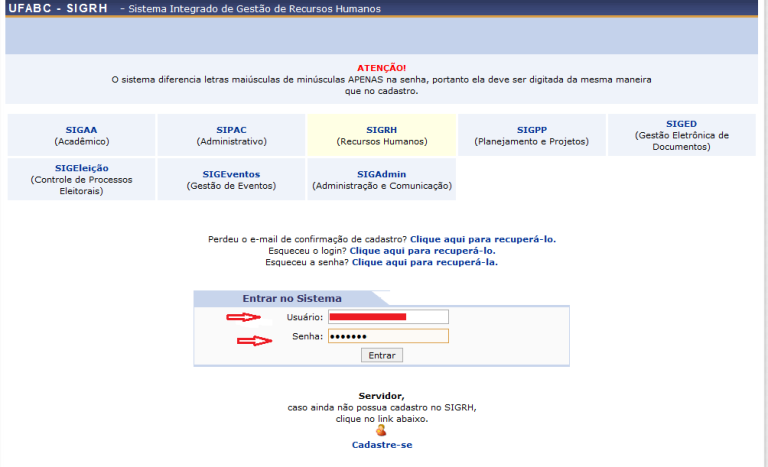 UFABC - SIGRH - Sistema Integrado de Gestão de Recursos Humanos
ATENÇÃO!
O sistema diferencia letras maiúsculas de minúsculas APENAS na senha, portanto ela deve ser digitada da mesma maneira
que no cadastro.
SIGAA
(Acadêmico)
SIPAC
(Administrativo)
SIGRH
(Recursos Humanos)
SIGPP
(Planejamento e Projetos)
SIGED
(Gestão Eletrônica de
Documentos)
SIGEleição
(Controle de Processos
Eleitorais)
SIGEventos
(Gestão de Eventos)
SIGAdmin
(Administração e Comunicação)
Perdeu o e-mail de confirmação de cadastro? Clique aqui para recuperá-lo.
Esqueceu o login? Clique aqui para recuperá-lo.
Esqueceu a senha? Clique aqui para recuperá-la.
Entrar no Sistema
Usuário:
Senha: •••••••
Entrar
Servidor,
caso ainda não possua cadastro no SIGRH,
clique no link abaixo.
Cadastre-se